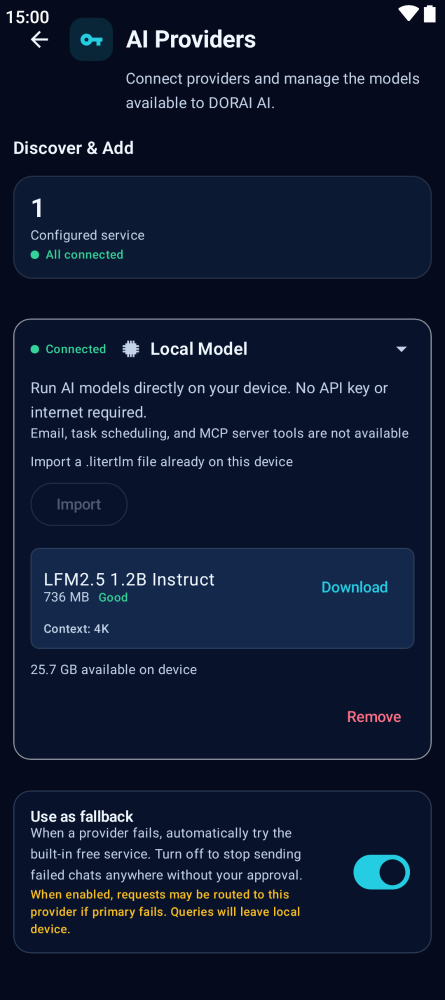 15:00
AI Providers
Connect providers and manage the models
available to DORAI AI.
Discover & Add
1
Configured service
All connected
Connected
Local Model
Run AI models directly on your device. No API key or
internet required.
Email, task scheduling, and MCP server tools are not available
Import a .litertlm file already on this device
Import
LFM2.5 1.2B Instruct
736 MB Good
Download
Context: 4K
25.7 GB available on device
Remove
Use as fallback
When a provider fails, automatically try the
built-in free service. Turn off to stop sending
failed chats anywhere without your approval.
When enabled, requests may be routed to this
provider if primary fails. Queries will leave local
device.